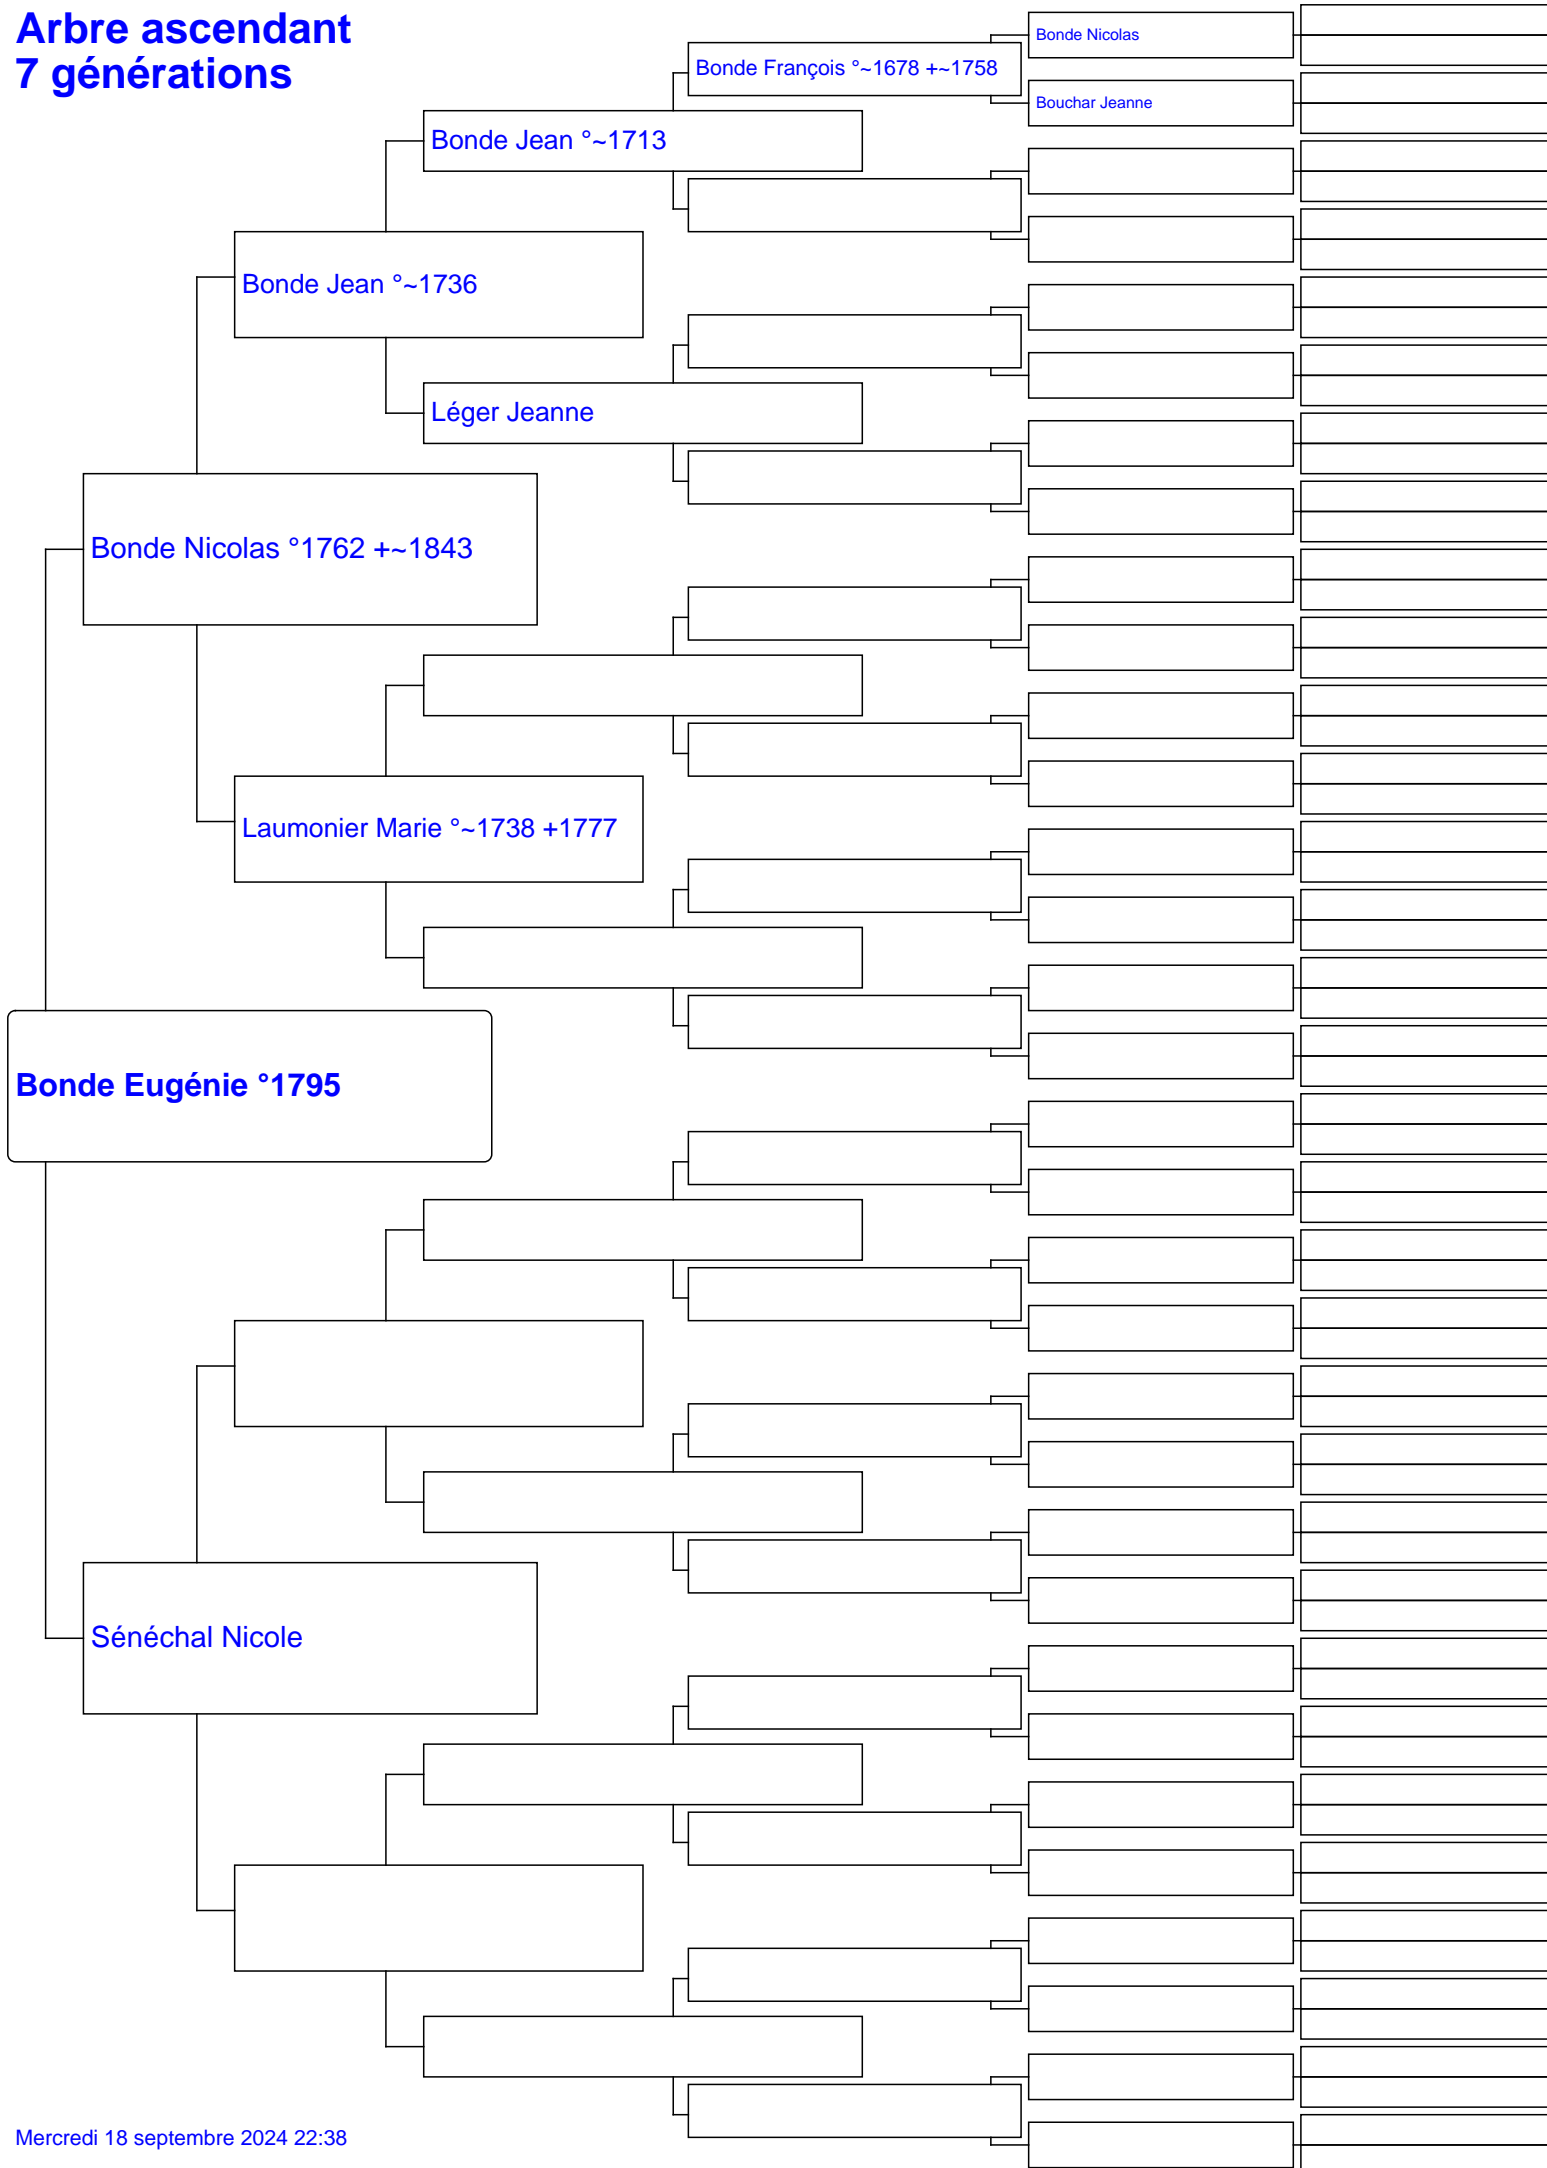 Arbre ascendant
7 générations
Bonde Nicolas
Bonde François °~1678 +~1758
Bouchar Jeanne
Bonde Jean °~1713
Bonde Jean °~1736
Léger Jeanne
Bonde Nicolas °1762 +~1843
Laumonier Marie °~1738 +1777
Bonde Eugénie °1795
Sénéchal Nicole
Mercredi 18 septembre 2024 22:38